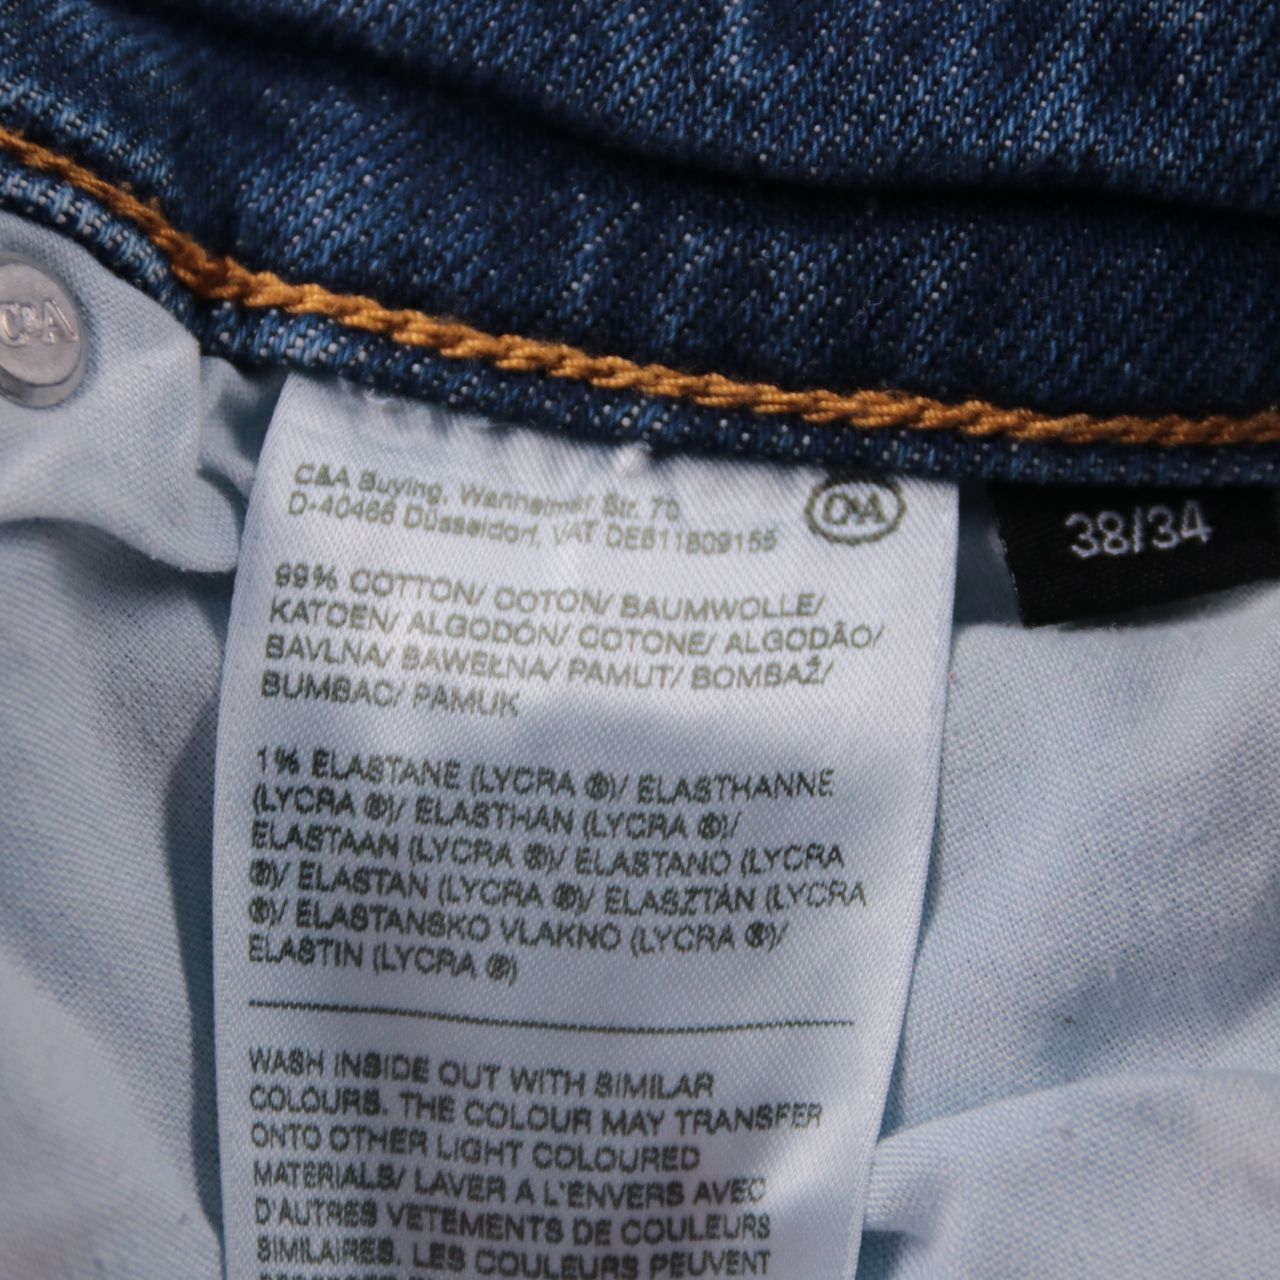 C&A
C&A Buying, Wanheimer Str. 70
D-40468 Düsseldorf, VAT DE811809155
C&A
38/34
99% COTTON/ COTON/ BAUMWOLLE/
KATOEN/ ALGODÓN/ COTONE/ ALGODÃO/
BAVLNA/ BAWEŁNA/ PAMUT/ BOMBAŽ/
BUMBAC/ PAMUK
1% ELASTANE (LYCRA ®)/ ELASTHANNE
(LYCRA ®)/ ELASTHAN (LYCRA ®)/
ELASTAAN (LYCRA ®)/ ELASTANO (LYCRA
®)/ ELASTAN (LYCRA ®)/ ELASZTÁN (LYCRA
®)/ ELASTANSKO VLAKNO (LYCRA ®)/
ELASTIN (LYCRA ®)
WASH INSIDE OUT WITH SIMILAR
COLOURS. THE COLOUR MAY TRANSFER
ONTO OTHER LIGHT COLOURED
MATERIALS/ LAVER A L'ENVERS AVEC
D'AUTRES VETEMENTS DE COULEURS
SIMILAIRES. LES COULEURS PEUVENT